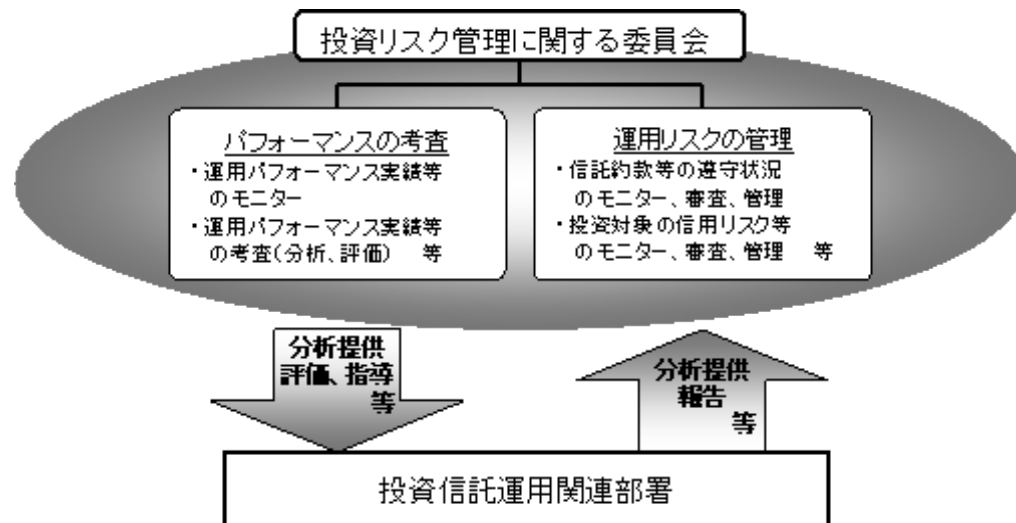 投資リスク管理に関する委員会
パフォーマンスの考査
・運用パフォーマンス実績等
のモニター
・運用パフォーマンス実績等
の考査(分析、評価) 等
運用リスクの管理
・信託約款等の遵守状況
のモニター、審査、管理
・投資対象の信用リスク等
のモニター、審査、管理 等
分析提供
評価、指導
等
分析提供
報告
等
投資信託運用関連部署